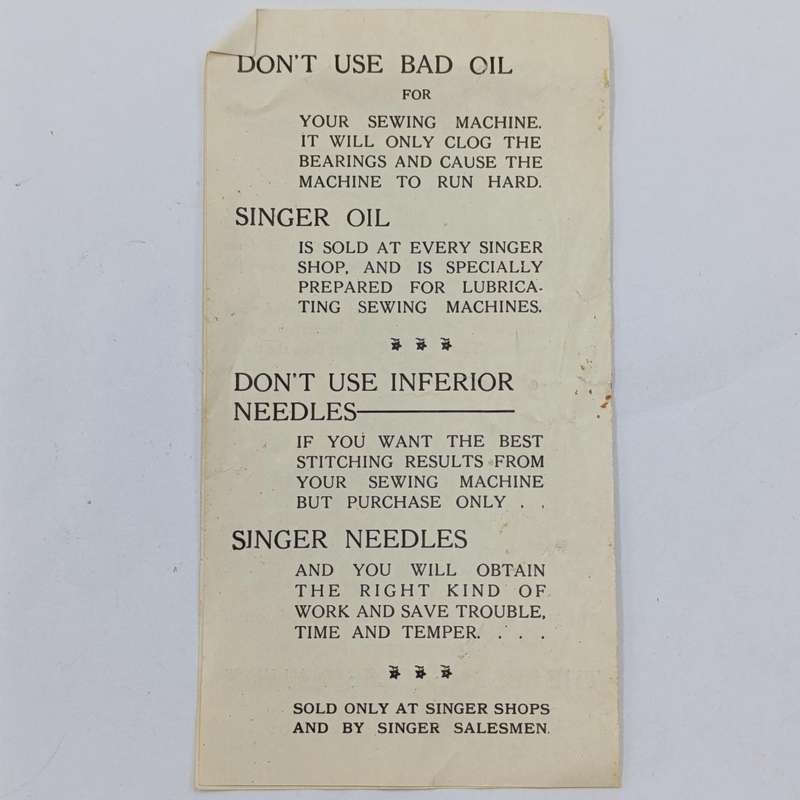 DON'T USE BAD OIL
FOR
YOUR SEWING MACHINE.
IT WILL ONLY CLOG THE
BEARINGS AND CAUSE THE
MACHINE TO RUN HARD.
SINGER OIL
IS SOLD AT EVERY SINGER
SHOP, AND IS SPECIALLY
PREPARED FOR LUBRICA-
TING SEWING MACHINES.
DON'T USE INFERIOR
NEEDLES—
IF YOU WANT THE BEST
STITCHING RESULTS FROM
YOUR SEWING MACHINE
BUT PURCHASE ONLY . .
SINGER NEEDLES
AND YOU WILL OBTAIN
THE RIGHT KIND OF
WORK AND SAVE TROUBLE,
TIME AND TEMPER. . . .
SOLD ONLY AT SINGER SHOPS
AND BY SINGER SALESMEN.